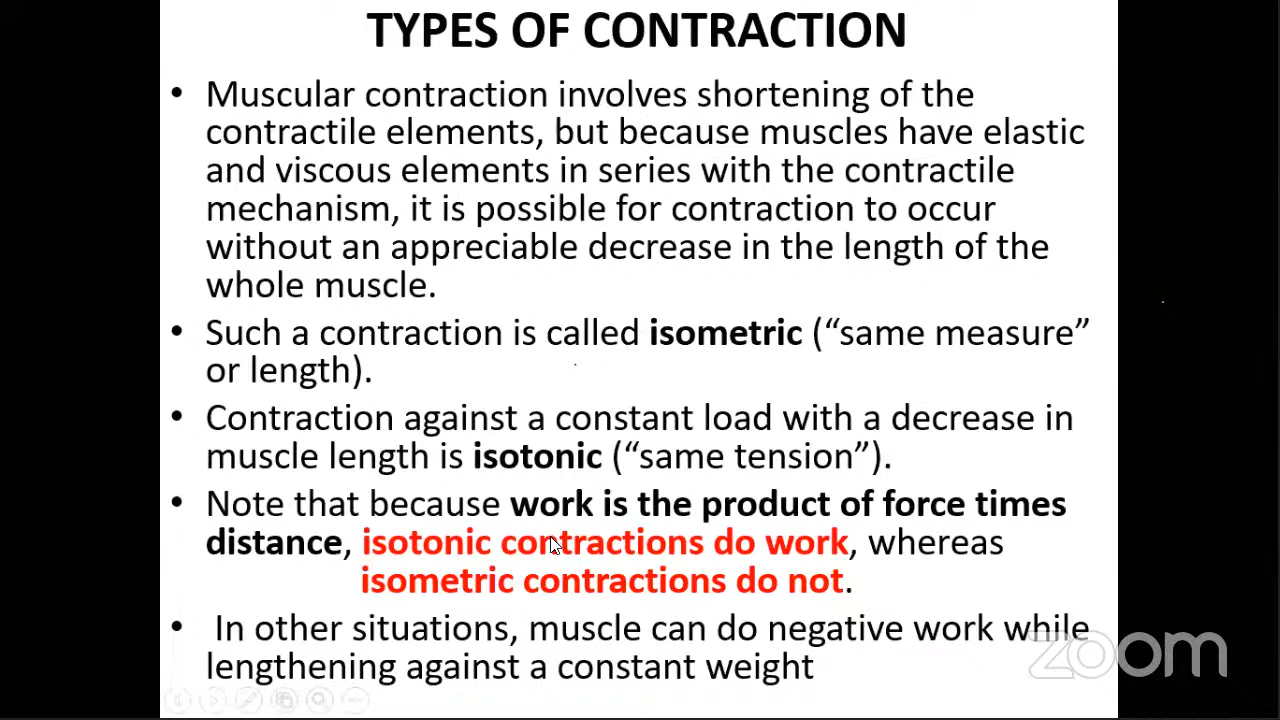 TYPES OF CONTRACTION
• Muscular contraction involves shortening of the
contractile elements, but because muscles have elastic
and viscous elements in series with the contractile
mechanism, it is possible for contraction to occur
without an appreciable decrease in the length of the
whole muscle.
• Such a contraction is called isometric (“same measure”
or length).
• Contraction against a constant load with a decrease in
muscle length is isotonic (“same tension”).
• Note that because work is the product of force times
distance, isotonic contractions do work, whereas
isometric contractions do not.
• In other situations, muscle can do negative work while
lengthening against a constant weight
zoom